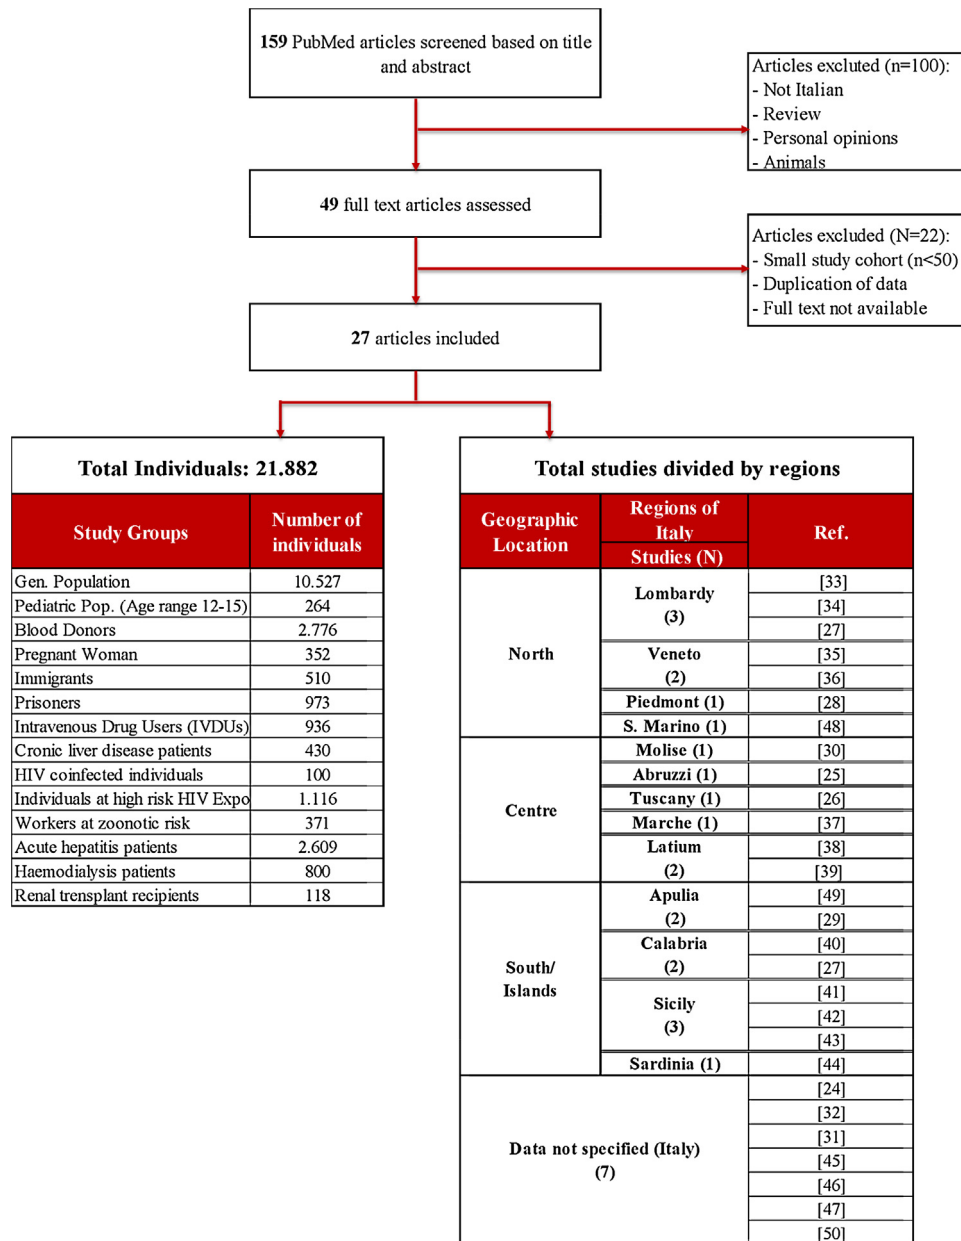 159 PubMed articles screened based on title
and abstract
Articles excluted (n=100):
- Not Italian
- Review
- Personal opinions
- Animals
49 full text articles assessed
Articles excluded (N=22):
- Small study cohort (n<50)
- Duplication of data
- Full text not available
27 articles included
Total Individuals: 21.882
Study Groups
Number of
individuals
Gen. Population 10.527
Pediatric Pop. (Age range 12-15) 264
Blood Donors 2.776
Pregnant Woman 352
Immigrants 510
Prisoners 973
Intravenous Drug Users (IVDUs) 936
Cronic liver disease patients 430
HIV coinfected individuals 100
Individuals at high risk HIV Expo 1.116
Workers at zoonotic risk 371
Acute hepatitis patients 2.609
Haemodialysis patients 800
Renal trensplant recipients 118
Total studies divided by regions
Geographic
Location
Regions of
Italy
Studies (N)
Ref.
North
Lombardy
(3)
[33]
[34]
[27]
Veneto
(2)
[35]
[36]
Piedmont (1) [28]
S. Marino (1) [48]
Centre
Molise (1) [30]
Abruzzi (1) [25]
Tuscany (1) [26]
Marche (1) [37]
Latium
(2)
[38]
[39]
South/
Islands
Apulia
(2)
[49]
[29]
Calabria
(2)
[40]
[27]
Sicily
(3)
[41]
[42]
[43]
Sardinia (1) [44]
Data not specified (Italy)
(7)
[24]
[32]
[31]
[45]
[46]
[47]
[50]